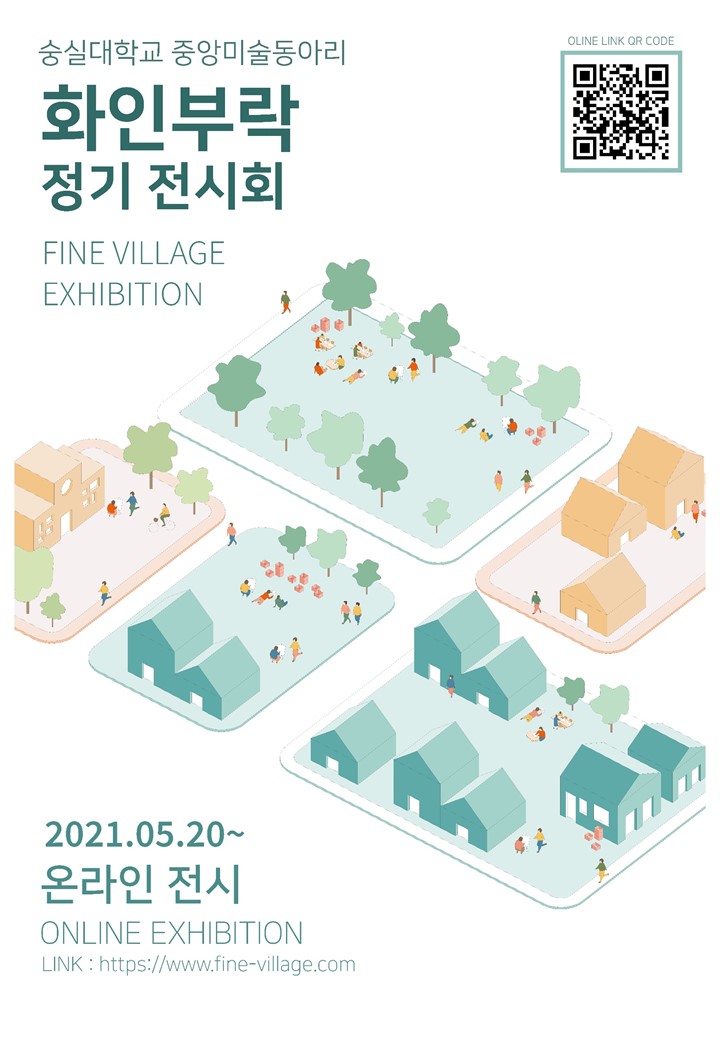 숭실대학교 중앙미술동아리
OLINE LINK QR CODE
화인부락
정기 전시회
FINE VILLAGE
EXHIBITION
2021.05.20~
온라인 전시
ONLINE EXHIBITION
LINK : https://www.fine-village.com